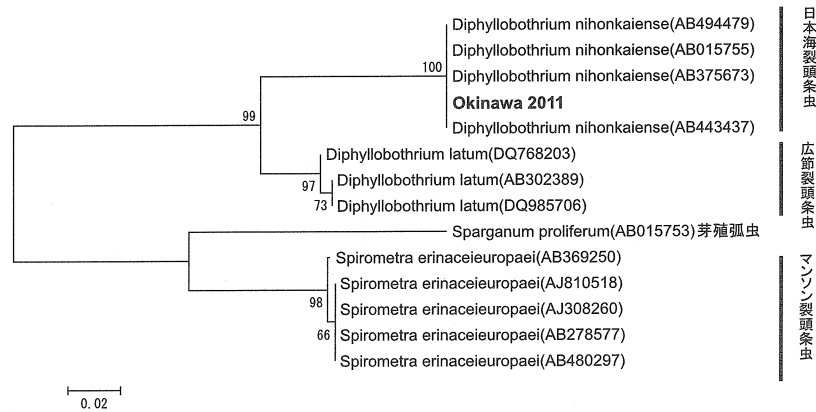 Diphyllobothrium nihonkaiense(AB494479)
Diphyllobothrium nihonkaiense(AB015755)
100
Diphyllobothrium nihonkaiense(AB375673)
Okinawa 2011
99
Diphyllobothrium nihonkaiense(AB443437)
日本海裂頭条虫
Diphyllobothrium latum(DQ768203)
97
Diphyllobothrium latum(AB302389)
73
Diphyllobothrium latum(DQ985706)
広節裂頭条虫
Sparganum proliferum(AB015753)芽殖弧虫
Spirometra erinaceieuropaei(AB369250)
98
Spirometra erinaceieuropaei(AJ810518)
Spirometra erinaceieuropaei(AJ308260)
66
Spirometra erinaceieuropaei(AB278577)
Spirometra erinaceieuropaei(AB480297)
マンソン裂頭条虫
0.02